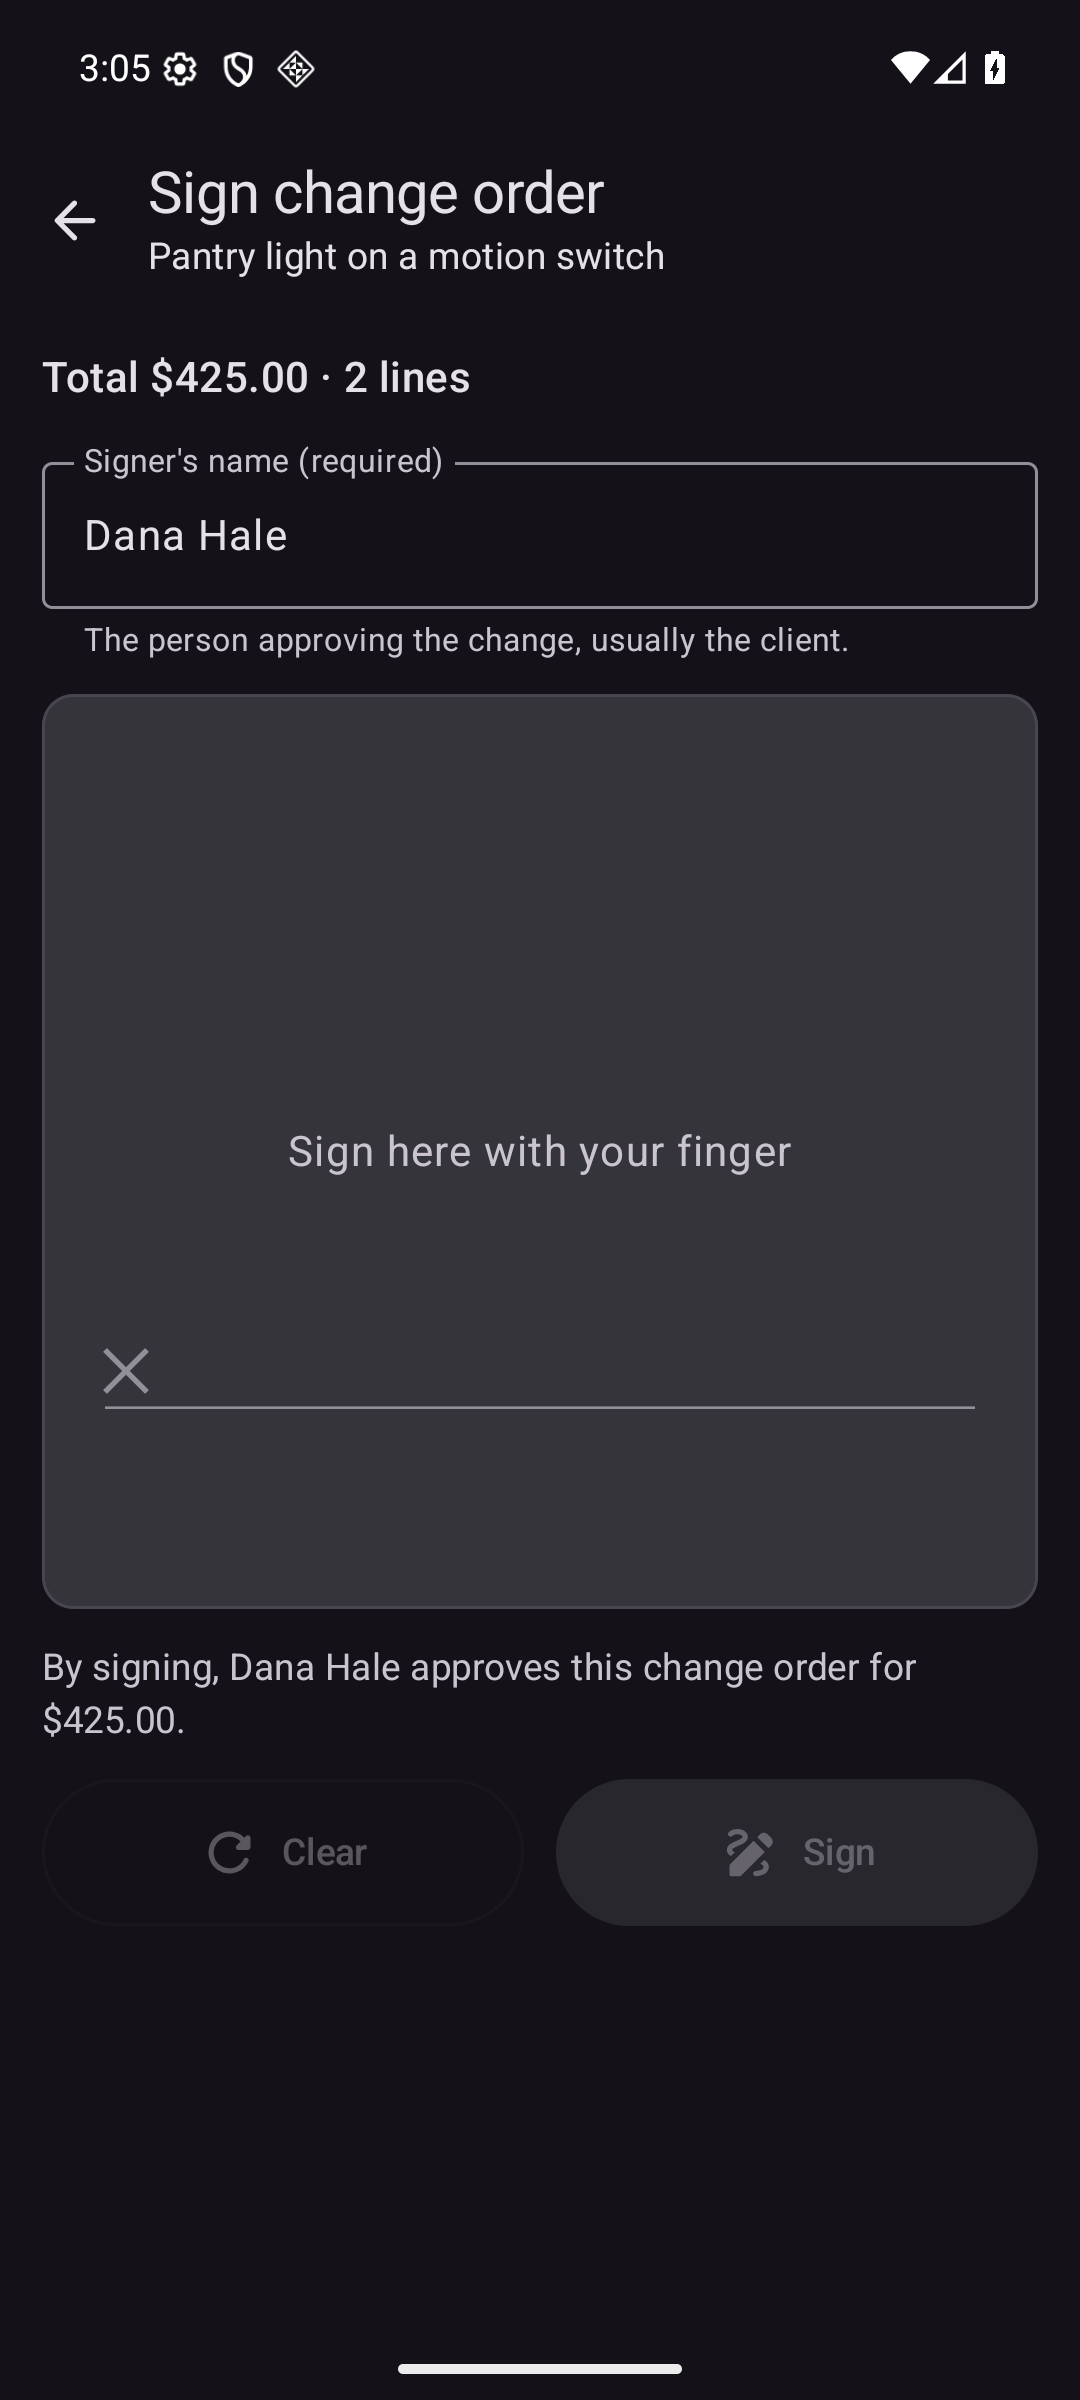 3:05
Sign change order
Pantry light on a motion switch
Total $425.00 · 2 lines
Signer's name (required)
Dana Hale
The person approving the change, usually the client.
Sign here with your finger
By signing, Dana Hale approves this change order for
$425.00.
Clear
Sign